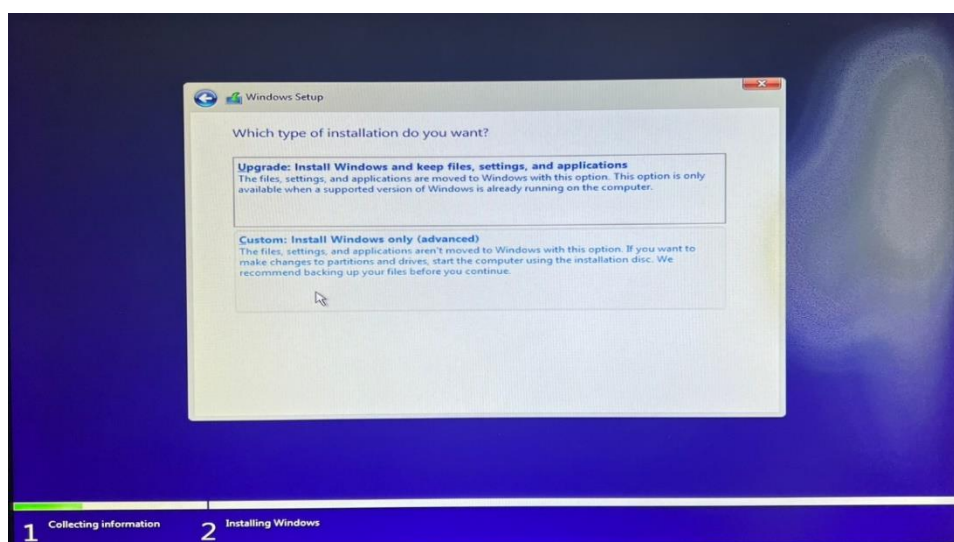 Windows Setup
Which type of installation do you want?
Upgrade: Install Windows and keep files, settings, and applications
The files, settings, and applications are moved to Windows with this option. This option is only
available when a supported version of Windows is already running on the computer.
Custom: Install Windows only (advanced)
The files, settings, and applications aren't moved to Windows with this option. If you want to
make changes to partitions and drives, start the computer using the installation disc. We
recommend backing up your files before you continue.
1 Collecting information 2 Installing Windows